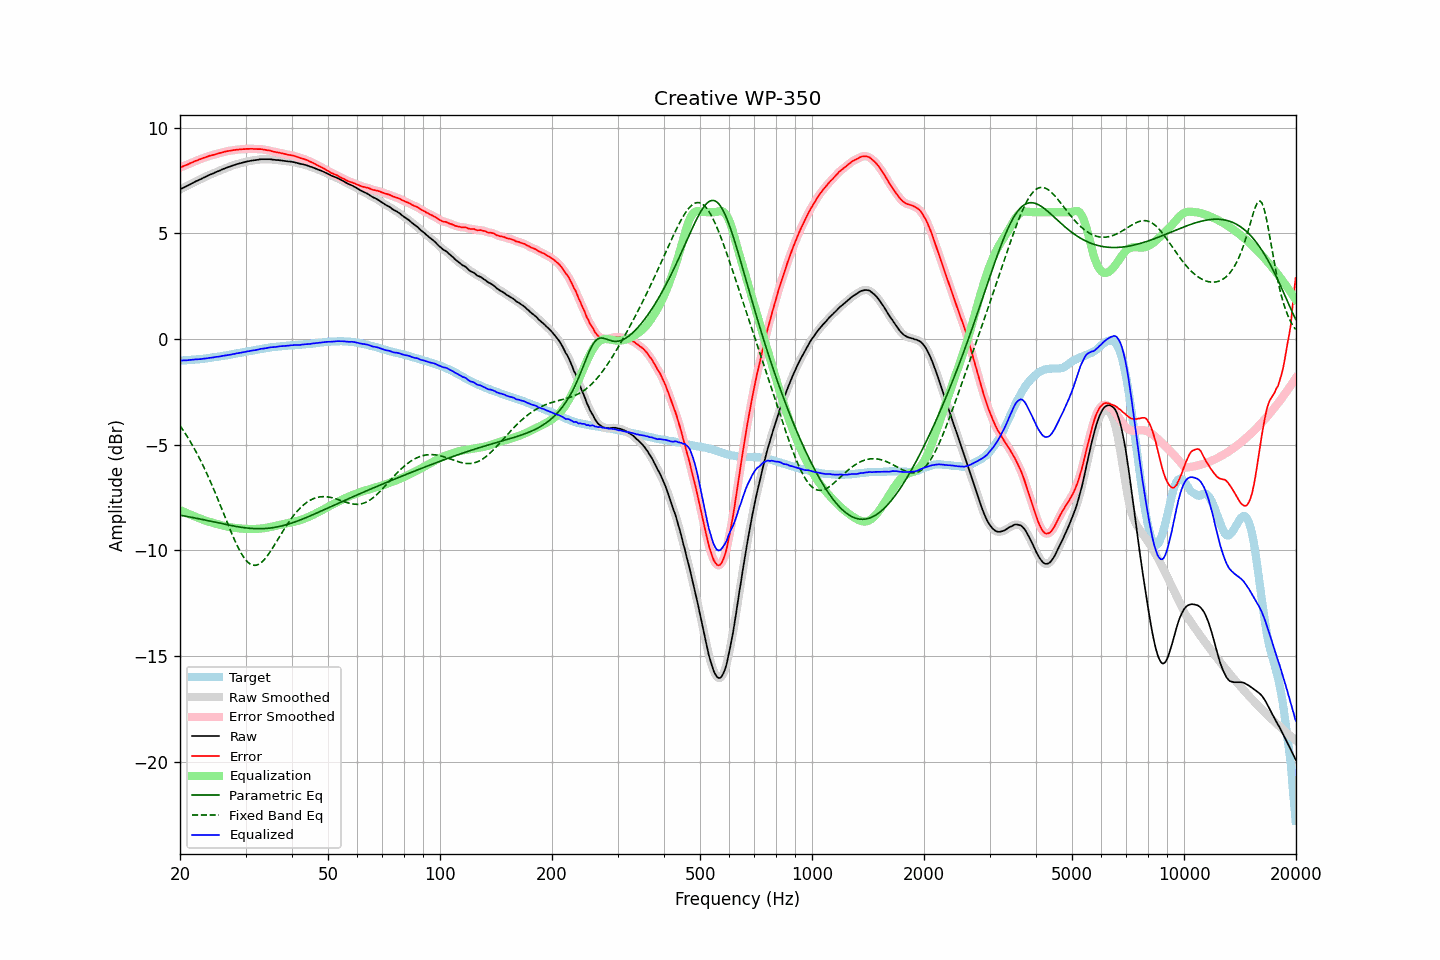 Creative WP-350
Amplitude (dBr)
10
5
0
−5
−10
−15
−20
Target
Raw Smoothed
Error Smoothed
Raw
Error
Equalization
Parametric Eq
Fixed Band Eq
Equalized
20 50 100 200 500 1000 2000 5000 10000 20000
Frequency (Hz)